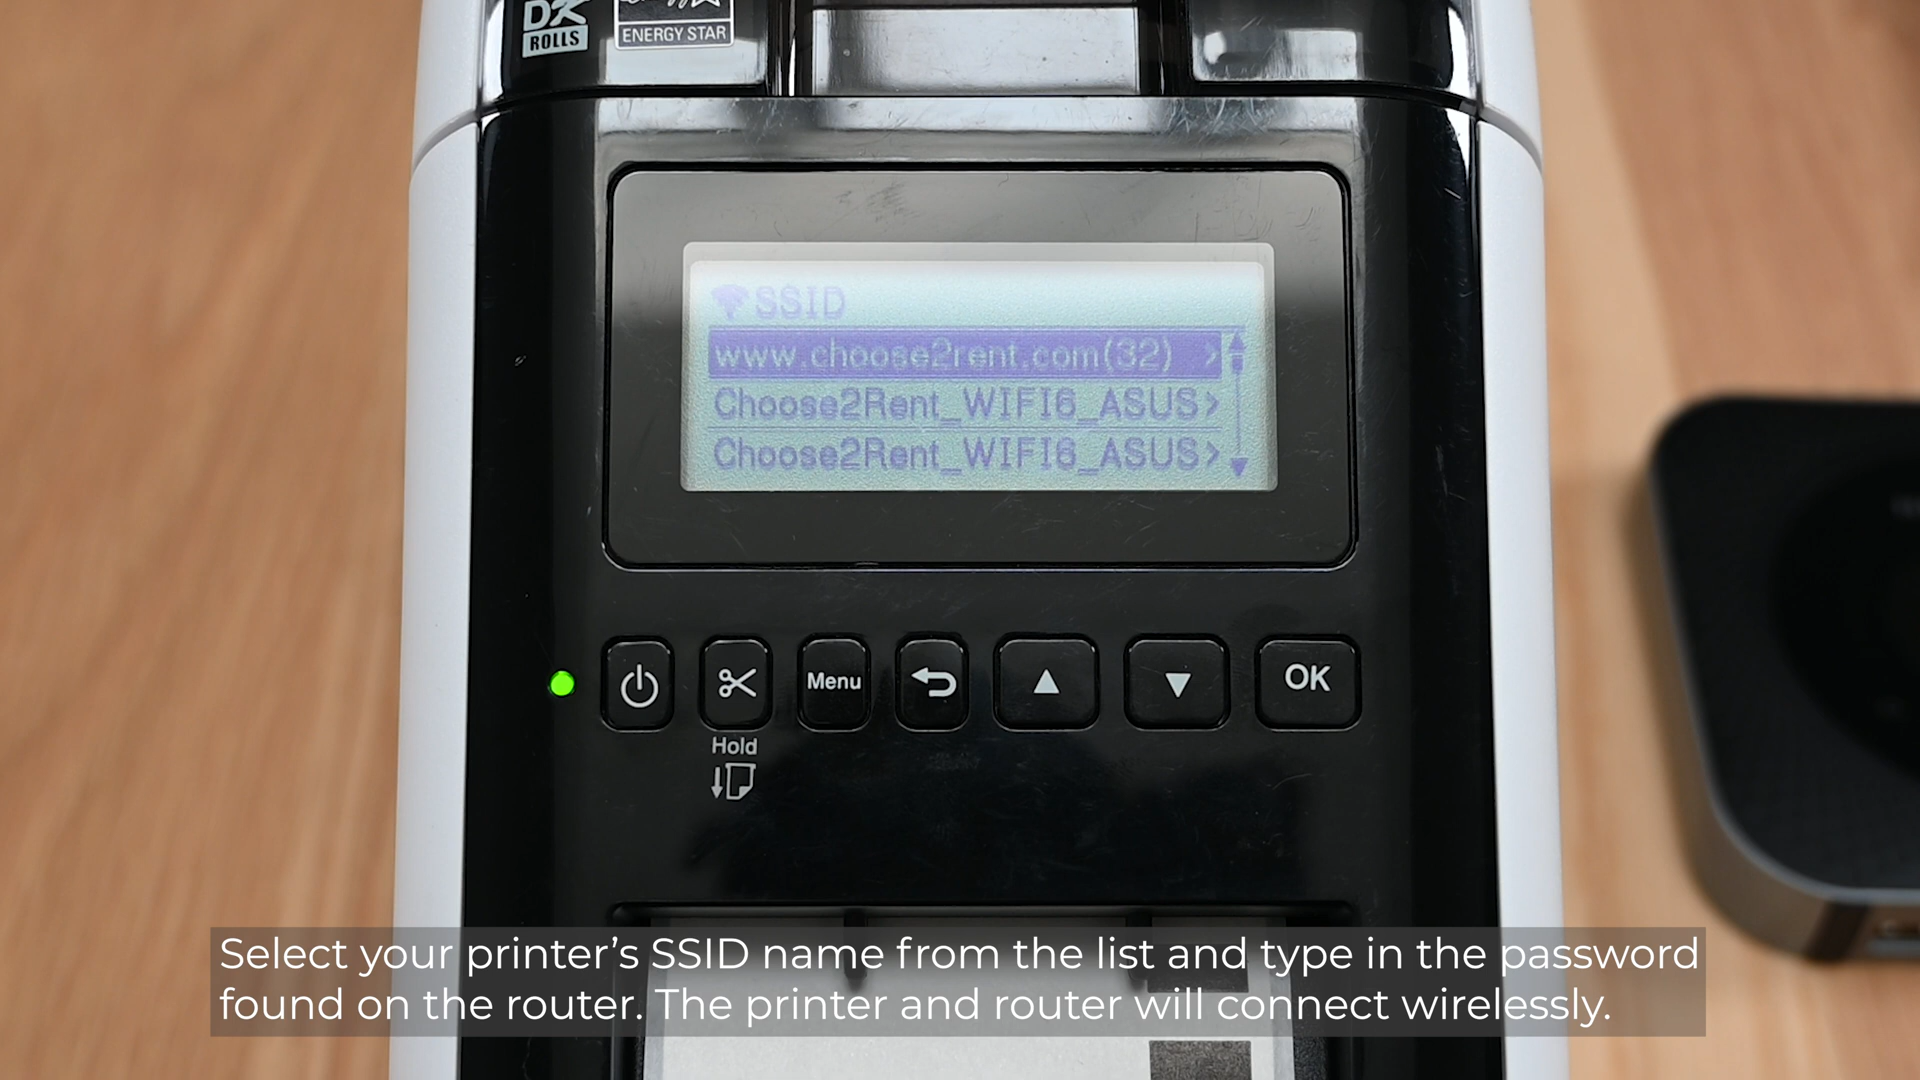 DK
ROLLS
ENERGY STAR
SSID
www.choose2rent.com(32) >
Choose2Rent_WIFI6_ASUS>
Choose2Rent_WIFI6_ASUS>
Menu
OK
Hold
Select your printer’s SSID name from the list and type in the password
found on the router. The printer and router will connect wirelessly.